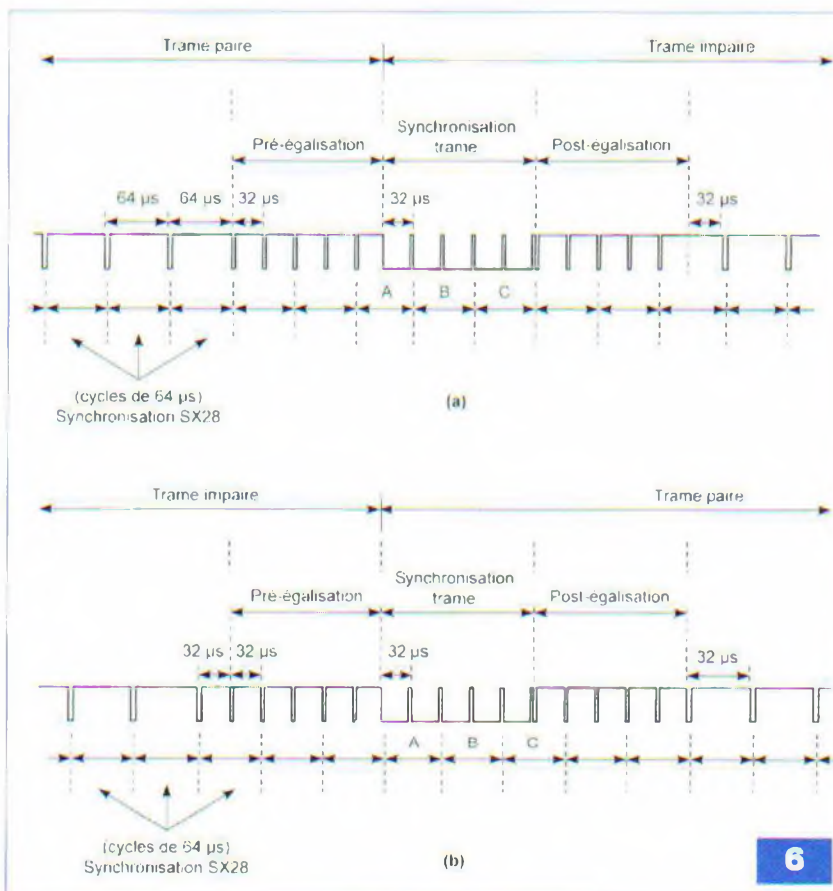 Trame paire
Trame impaire
Pré-égalisation
Synchronisation
trame
Post-égalisation
64 µs
64 µs
32 µs
32 µs
32 µs
A
B
C
(cycles de 64 µs)
Synchronisation SX28
(a)
Trame impaire
Trame paire
Pré-égalisation
Synchronisation
trame
Post-égalisation
32 µs
32 µs
32 µs
32 µs
A
B
C
(cycles de 64 µs)
Synchronisation SX28
(b)
6